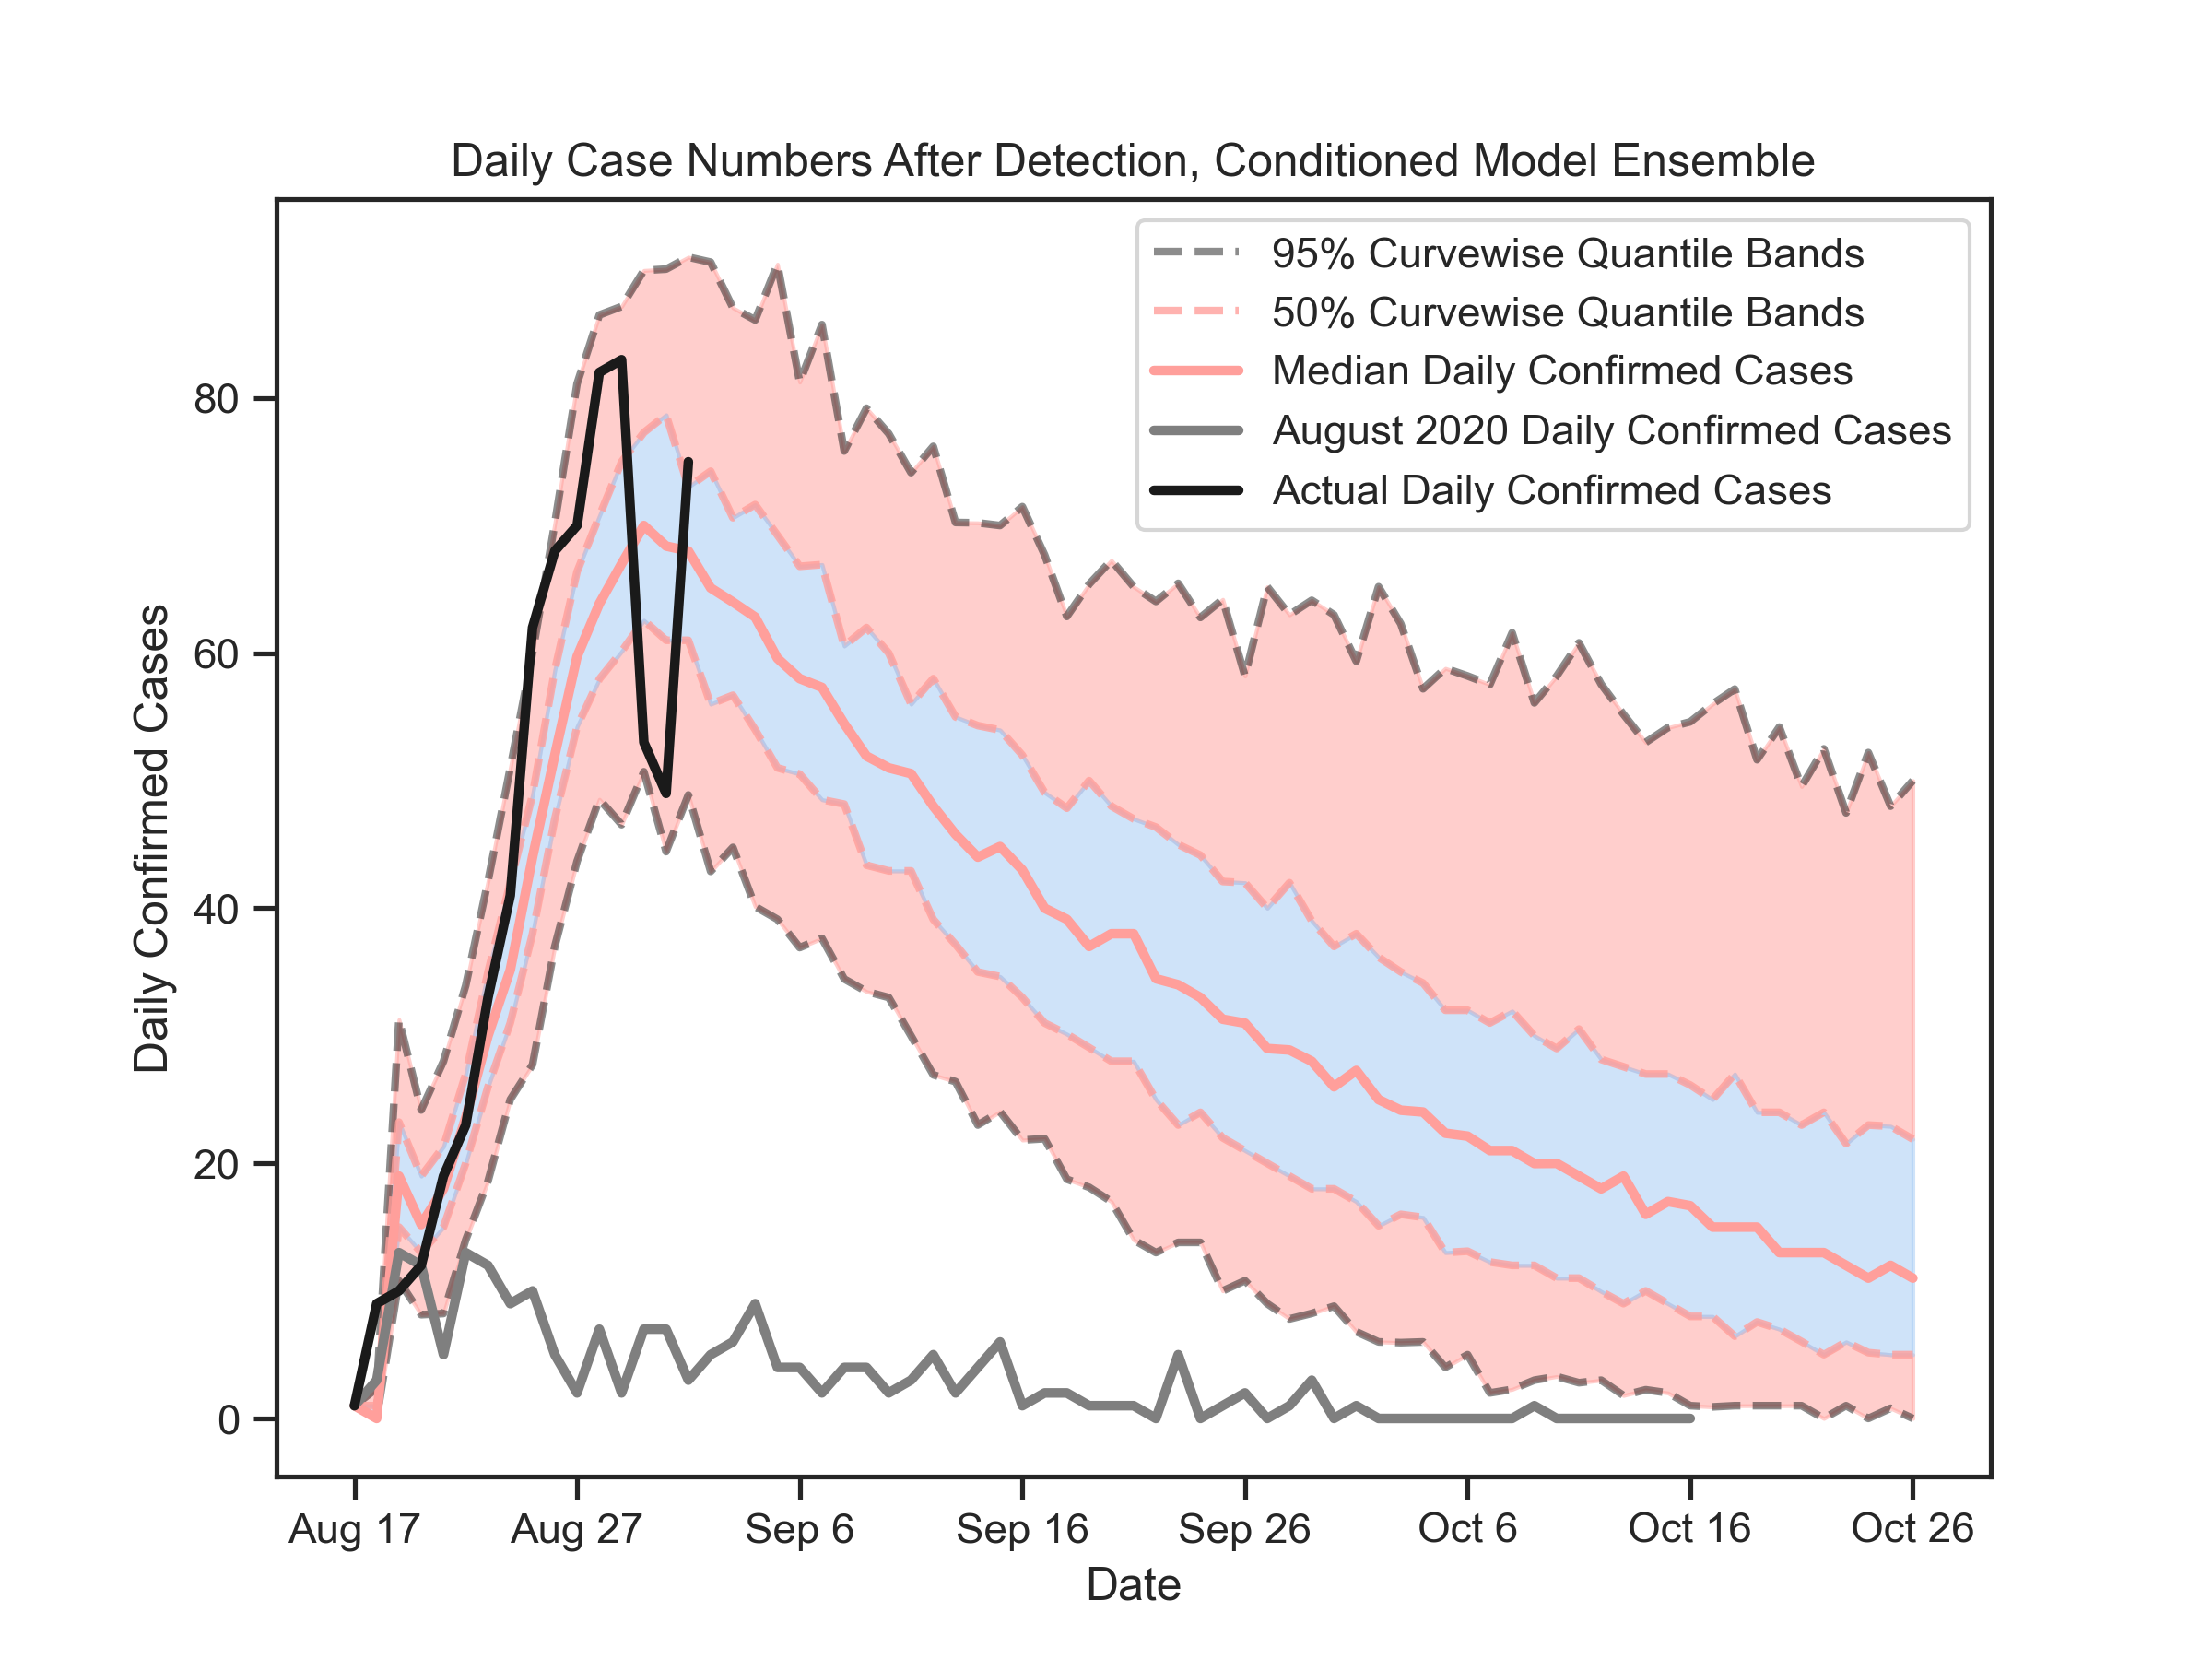 Daily Case Numbers After Detection, Conditioned Model Ensemble
95% Curvewise Quantile Bands
50% Curvewise Quantile Bands
Median Daily Confirmed Cases
August 2020 Daily Confirmed Cases
Actual Daily Confirmed Cases
Daily Confirmed Cases
80
60
40
20
0
Aug 17 Aug 27 Sep 6 Sep 16 Sep 26 Oct 6 Oct 16 Oct 26
Date